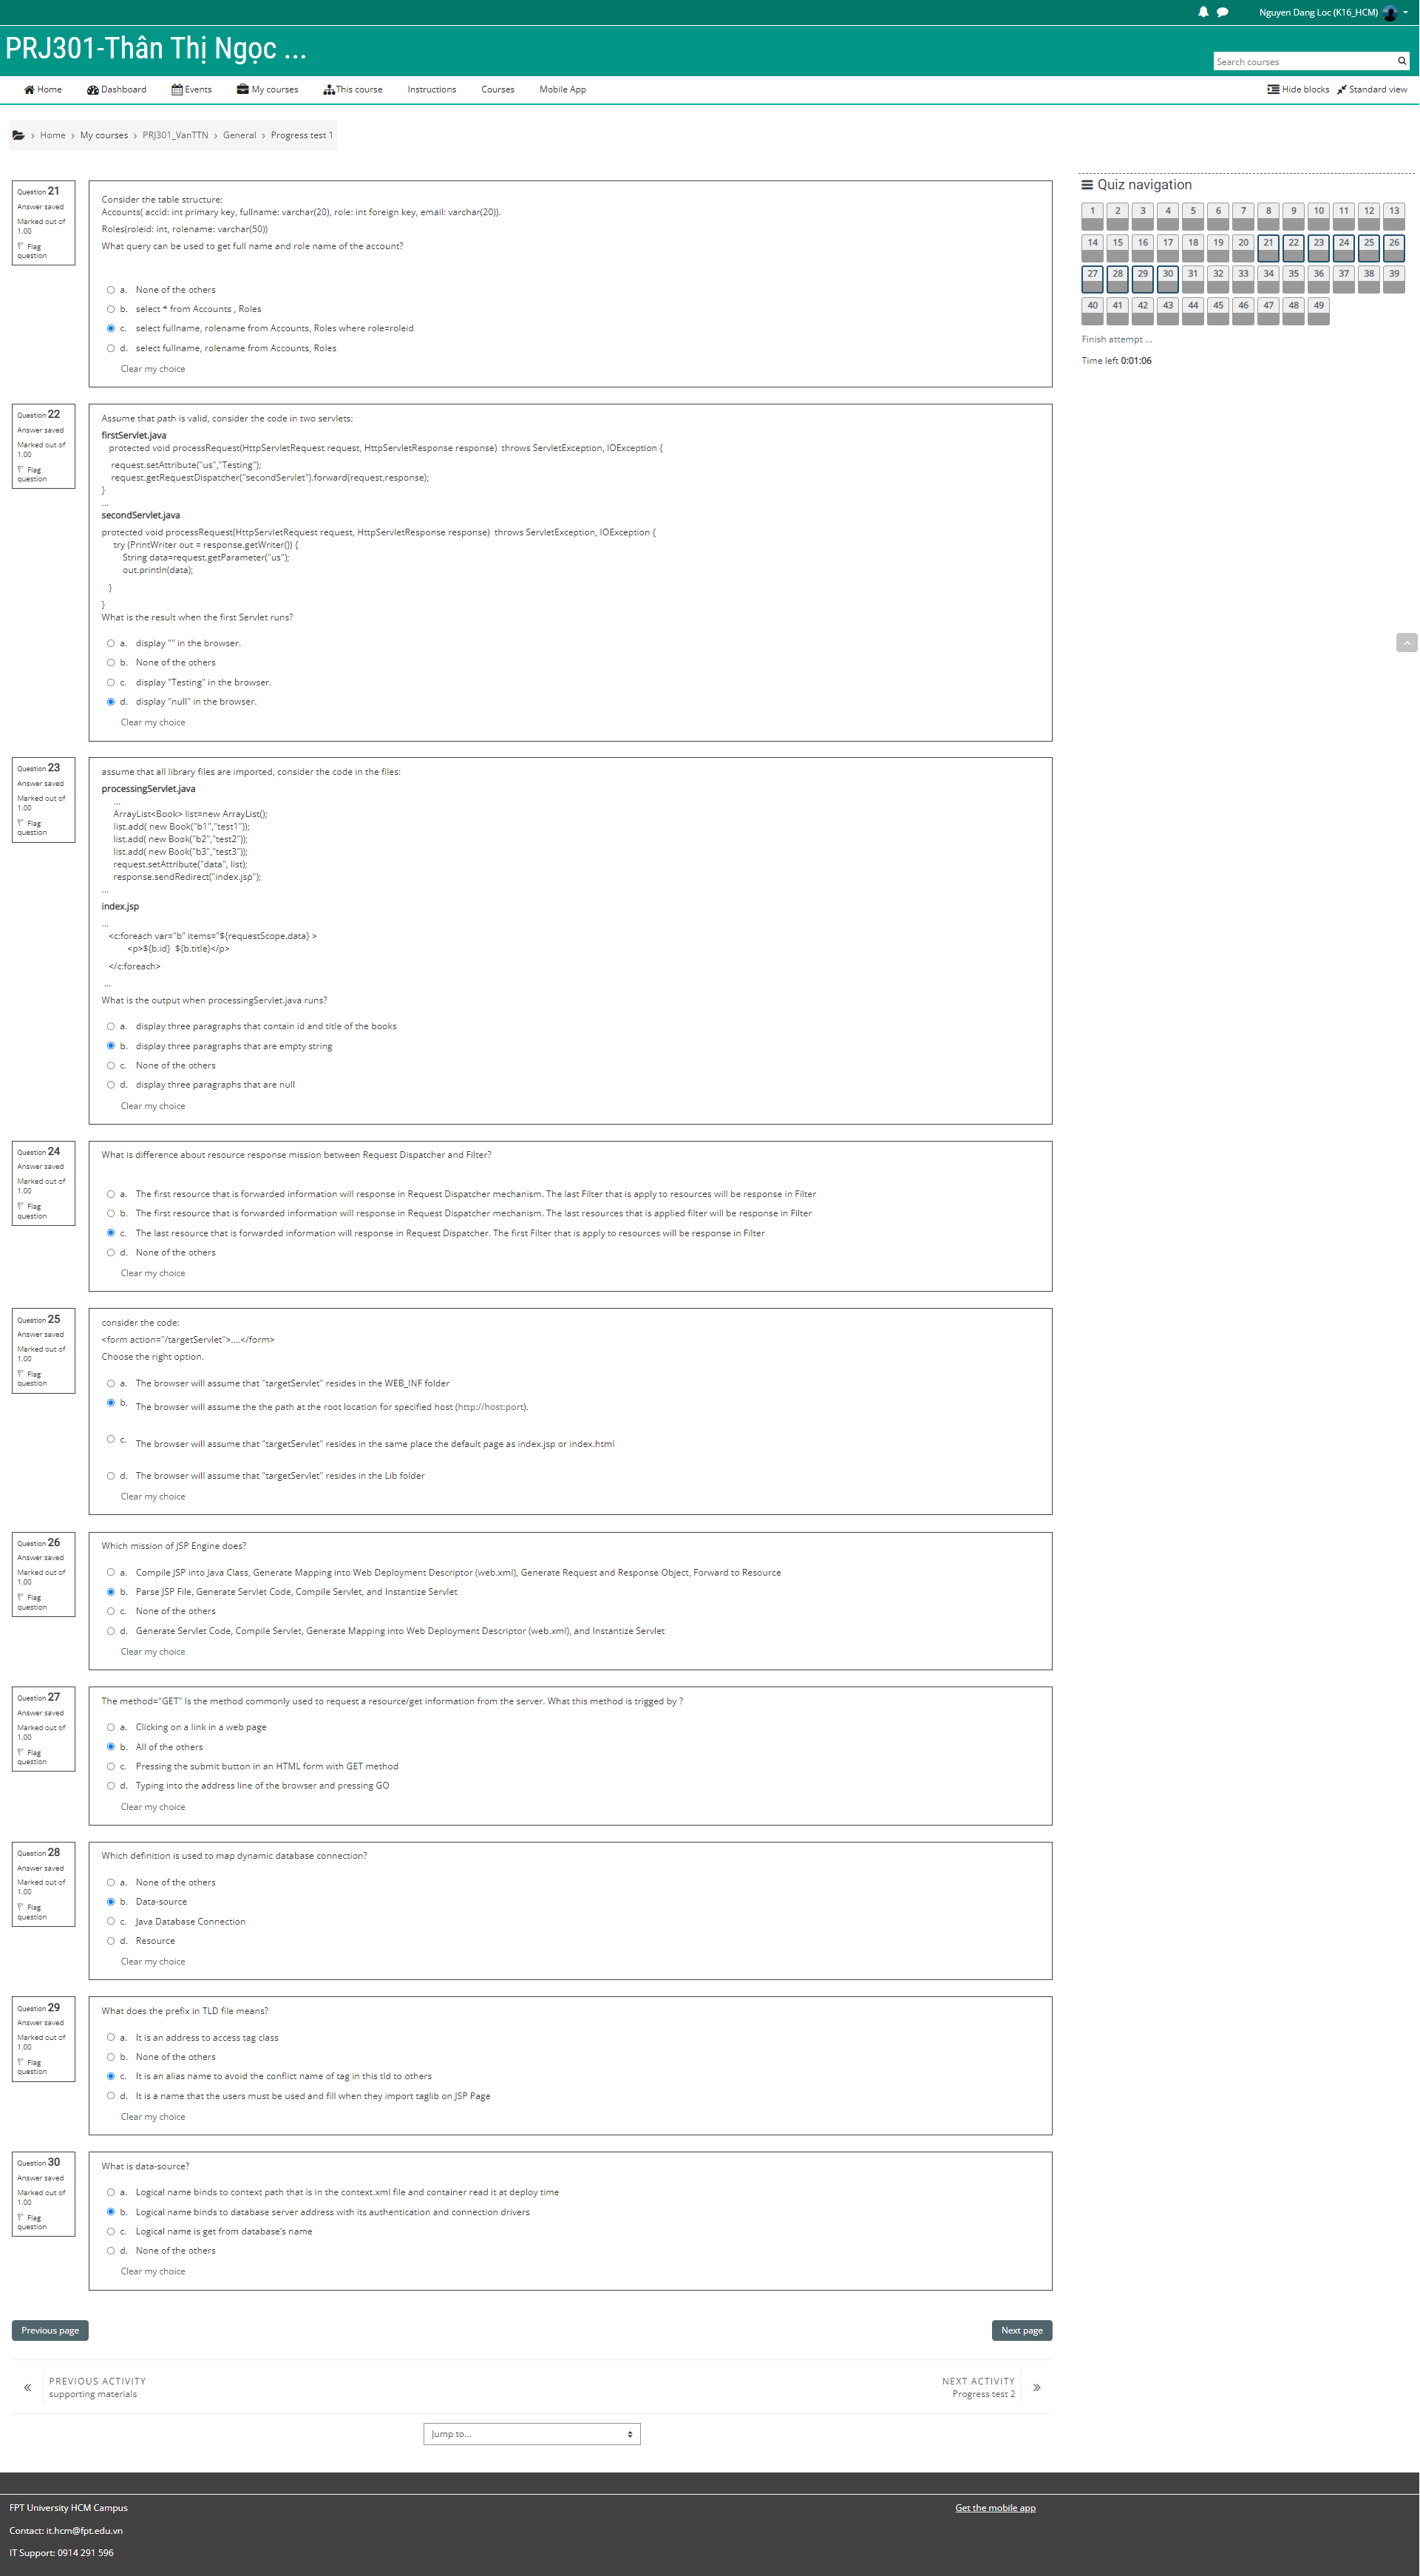 Nguyen Dang Loc (K16_HCM)
PRJ301-Thân Thị Ngọc ...
Search courses
Home
Dashboard
Events
My courses
This course
Instructions
Courses
Mobile App
Hide blocks
Standard view
Home > My courses > PRJ301_VanTTN > General > Progress test 1
Question 21
Answer saved
Marked out of
1.00
Flag
question
Consider the table structure:
Accounts( accid: int primary key, fullname: varchar(20), role: int foreign key, email: varchar(20)).
Roles(roleid: int, rolename: varchar(50))
What query can be used to get full name and role name of the account?
a. None of the others
b. select * from Accounts , Roles
c. select fullname, rolename from Accounts, Roles where role=roleid
d. select fullname, rolename from Accounts, Roles
Clear my choice
Question 22
Answer saved
Marked out of
1.00
Flag
question
Assume that path is valid, consider the code in two servlets:
firstServlet.java
protected void processRequest(HttpServletRequest request, HttpServletResponse response) throws ServletException, IOException {
request.setAttribute("us","Testing");
request.getRequestDispatcher("secondServlet").forward(request,response);
}
...
secondServlet.java
protected void processRequest(HttpServletRequest request, HttpServletResponse response) throws ServletException, IOException {
try (PrintWriter out = response.getWriter()) {
String data=request.getParameter("us");
out.println(data);
}
}
What is the result when the first Servlet runs?
a. display "" in the browser.
b. None of the others
c. display "Testing" in the browser.
d. display "null" in the browser.
Clear my choice
Question 23
Answer saved
Marked out of
1.00
Flag
question
assume that all library files are imported, consider the code in the files:
processingServlet.java
...
ArrayList<Book> list=new ArrayList();
list.add( new Book("b1","test1"));
list.add( new Book("b2","test2"));
list.add( new Book("b3","test3"));
request.setAttribute("data", list);
response.sendRedirect("index.jsp");
...
index.jsp
...
<c:foreach var="b" items="${requestScope.data} >
<p>${b.id} ${b.title}</p>
</c:foreach>
...
What is the output when processingServlet.java runs?
a. display three paragraphs that contain id and title of the books
b. display three paragraphs that are empty string
c. None of the others
d. display three paragraphs that are null
Clear my choice
Question 24
Answer saved
Marked out of
1.00
Flag
question
What is difference about resource response mission between Request Dispatcher and Filter?
a. The first resource that is forwarded information will response in Request Dispatcher mechanism. The last Filter that is apply to resources will be response in Filter
b. The first resource that is forwarded information will response in Request Dispatcher mechanism. The last resources that is applied filter will be response in Filter
c. The last resource that is forwarded information will response in Request Dispatcher. The first Filter that is apply to resources will be response in Filter
d. None of the others
Clear my choice
Question 25
Answer saved
Marked out of
1.00
Flag
question
consider the code:
<form action="/targetServlet">....</form>
Choose the right option.
a. The browser will assume that "targetServlet" resides in the WEB_INF folder
b. The browser will assume the the path at the root location for specified host (http://host:port).
c. The browser will assume that "targetServlet" resides in the same place the default page as index.jsp or index.html
d. The browser will assume that "targetServlet" resides in the Lib folder
Clear my choice
Question 26
Answer saved
Marked out of
1.00
Flag
question
Which mission of JSP Engine does?
a. Compile JSP into Java Class, Generate Mapping into Web Deployment Descriptor (web.xml), Generate Request and Response Object, Forward to Resource
b. Parse JSP File, Generate Servlet Code, Compile Servlet, and Instantize Servlet
c. None of the others
d. Generate Servlet Code, Compile Servlet, Generate Mapping into Web Deployment Descriptor (web.xml), and Instantize Servlet
Clear my choice
Question 27
Answer saved
Marked out of
1.00
Flag
question
The method="GET" Is the method commonly used to request a resource/get information from the server. What this method is trigged by ?
a. Clicking on a link in a web page
b. All of the others
c. Pressing the submit button in an HTML form with GET method
d. Typing into the address line of the browser and pressing GO
Clear my choice
Question 28
Answer saved
Marked out of
1.00
Flag
question
Which definition is used to map dynamic database connection?
a. None of the others
b. Data-source
c. Java Database Connection
d. Resource
Clear my choice
Question 29
Answer saved
Marked out of
1.00
Flag
question
What does the prefix in TLD file means?
a. It is an address to access tag class
b. None of the others
c. It is an alias name to avoid the conflict name of tag in this tld to others
d. It is a name that the users must be used and fill when they import taglib on JSP Page
Clear my choice
Question 30
Answer saved
Marked out of
1.00
Flag
question
What is data-source?
a. Logical name binds to context path that is in the context.xml file and container read it at deploy time
b. Logical name binds to database server address with its authentication and connection drivers
c. Logical name is get from database's name
d. None of the others
Clear my choice
Quiz navigation
1 2 3 4 5 6 7 8 9 10 11 12 13
14 15 16 17 18 19 20 21 22 23 24 25 26
27 28 29 30 31 32 33 34 35 36 37 38 39
40 41 42 43 44 45 46 47 48 49
Finish attempt ...
Time left 0:01:06
Previous page
Next page
PREVIOUS ACTIVITY
supporting materials
NEXT ACTIVITY
Progress test 2
Jump to...
FPT University HCM Campus
Contact: it.hcm@fpt.edu.vn
IT Support: 0914 291 596
Get the mobile app